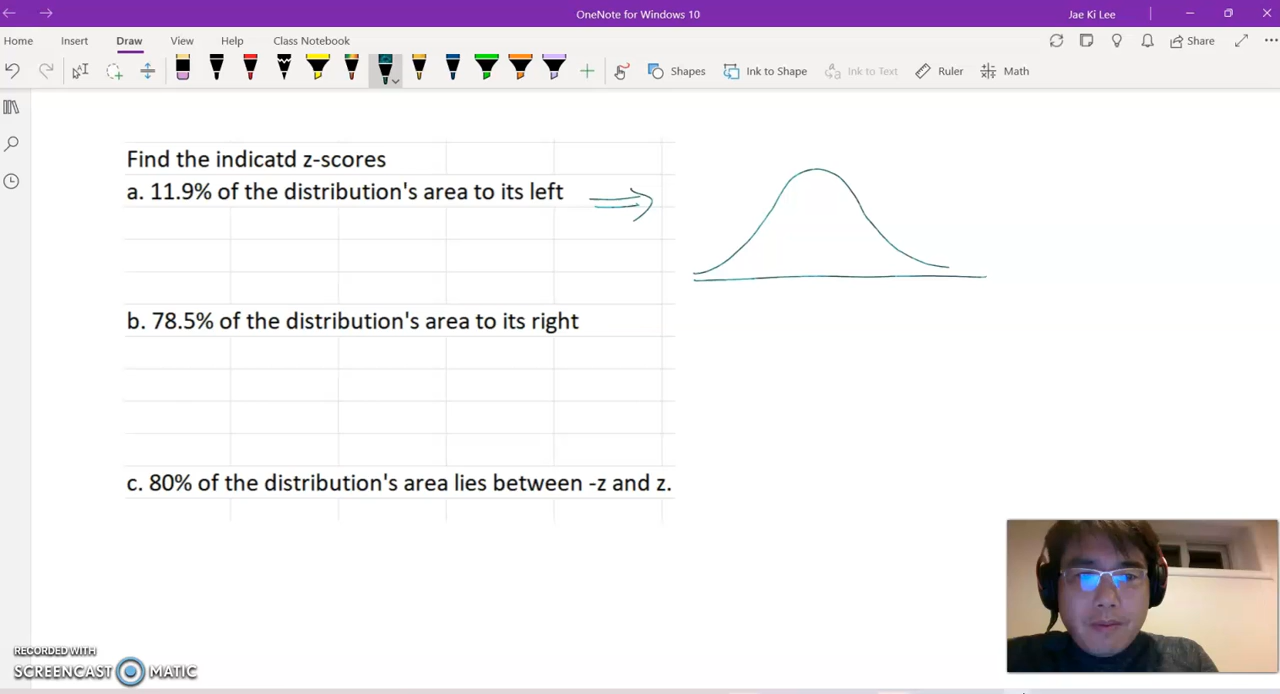 OneNote for Windows 10
Jae Ki Lee
Home Insert Draw View Help Class Notebook
Share
Shapes Ink to Shape Ink to Text Ruler Math
Find the indicatd z-scores
a. 11.9% of the distribution's area to its left
b. 78.5% of the distribution's area to its right
c. 80% of the distribution's area lies between -z and z.
RECORDED WITH
SCREENCAST MATIC